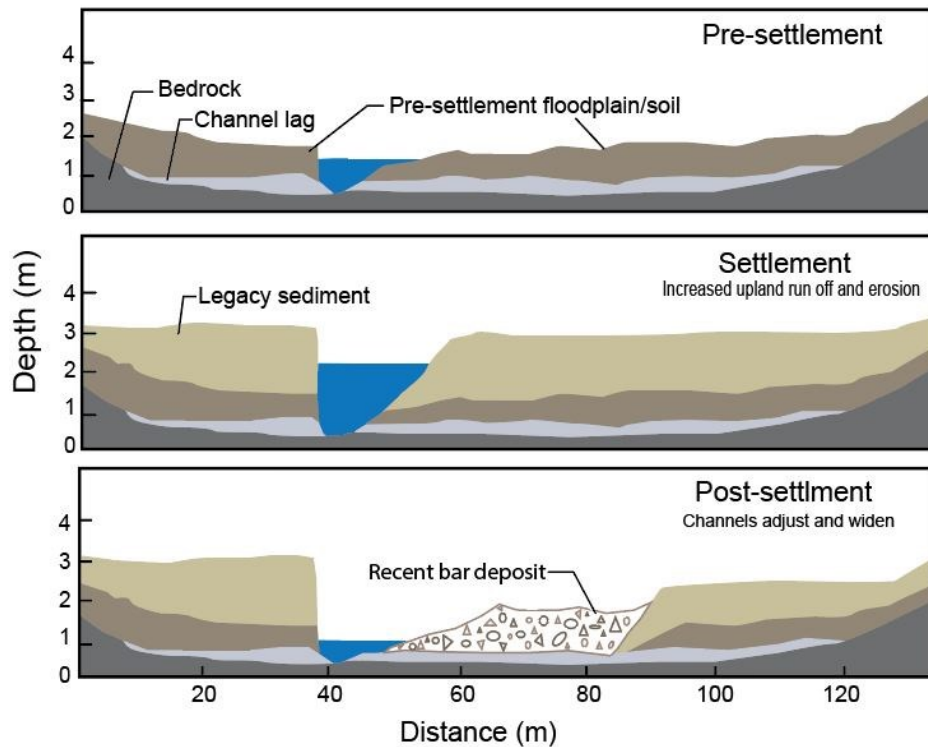 Pre-settlement
4
3
2
1
0
Bedrock
Channel lag
Pre-settlement floodplain/soil
Settlement
Increased upland run off and erosion
4
3
2
1
0
Legacy sediment
Depth (m)
Post-settlment
Channels adjust and widen
4
3
2
1
0
Recent bar deposit
20 40 60 80 100 120
Distance (m)